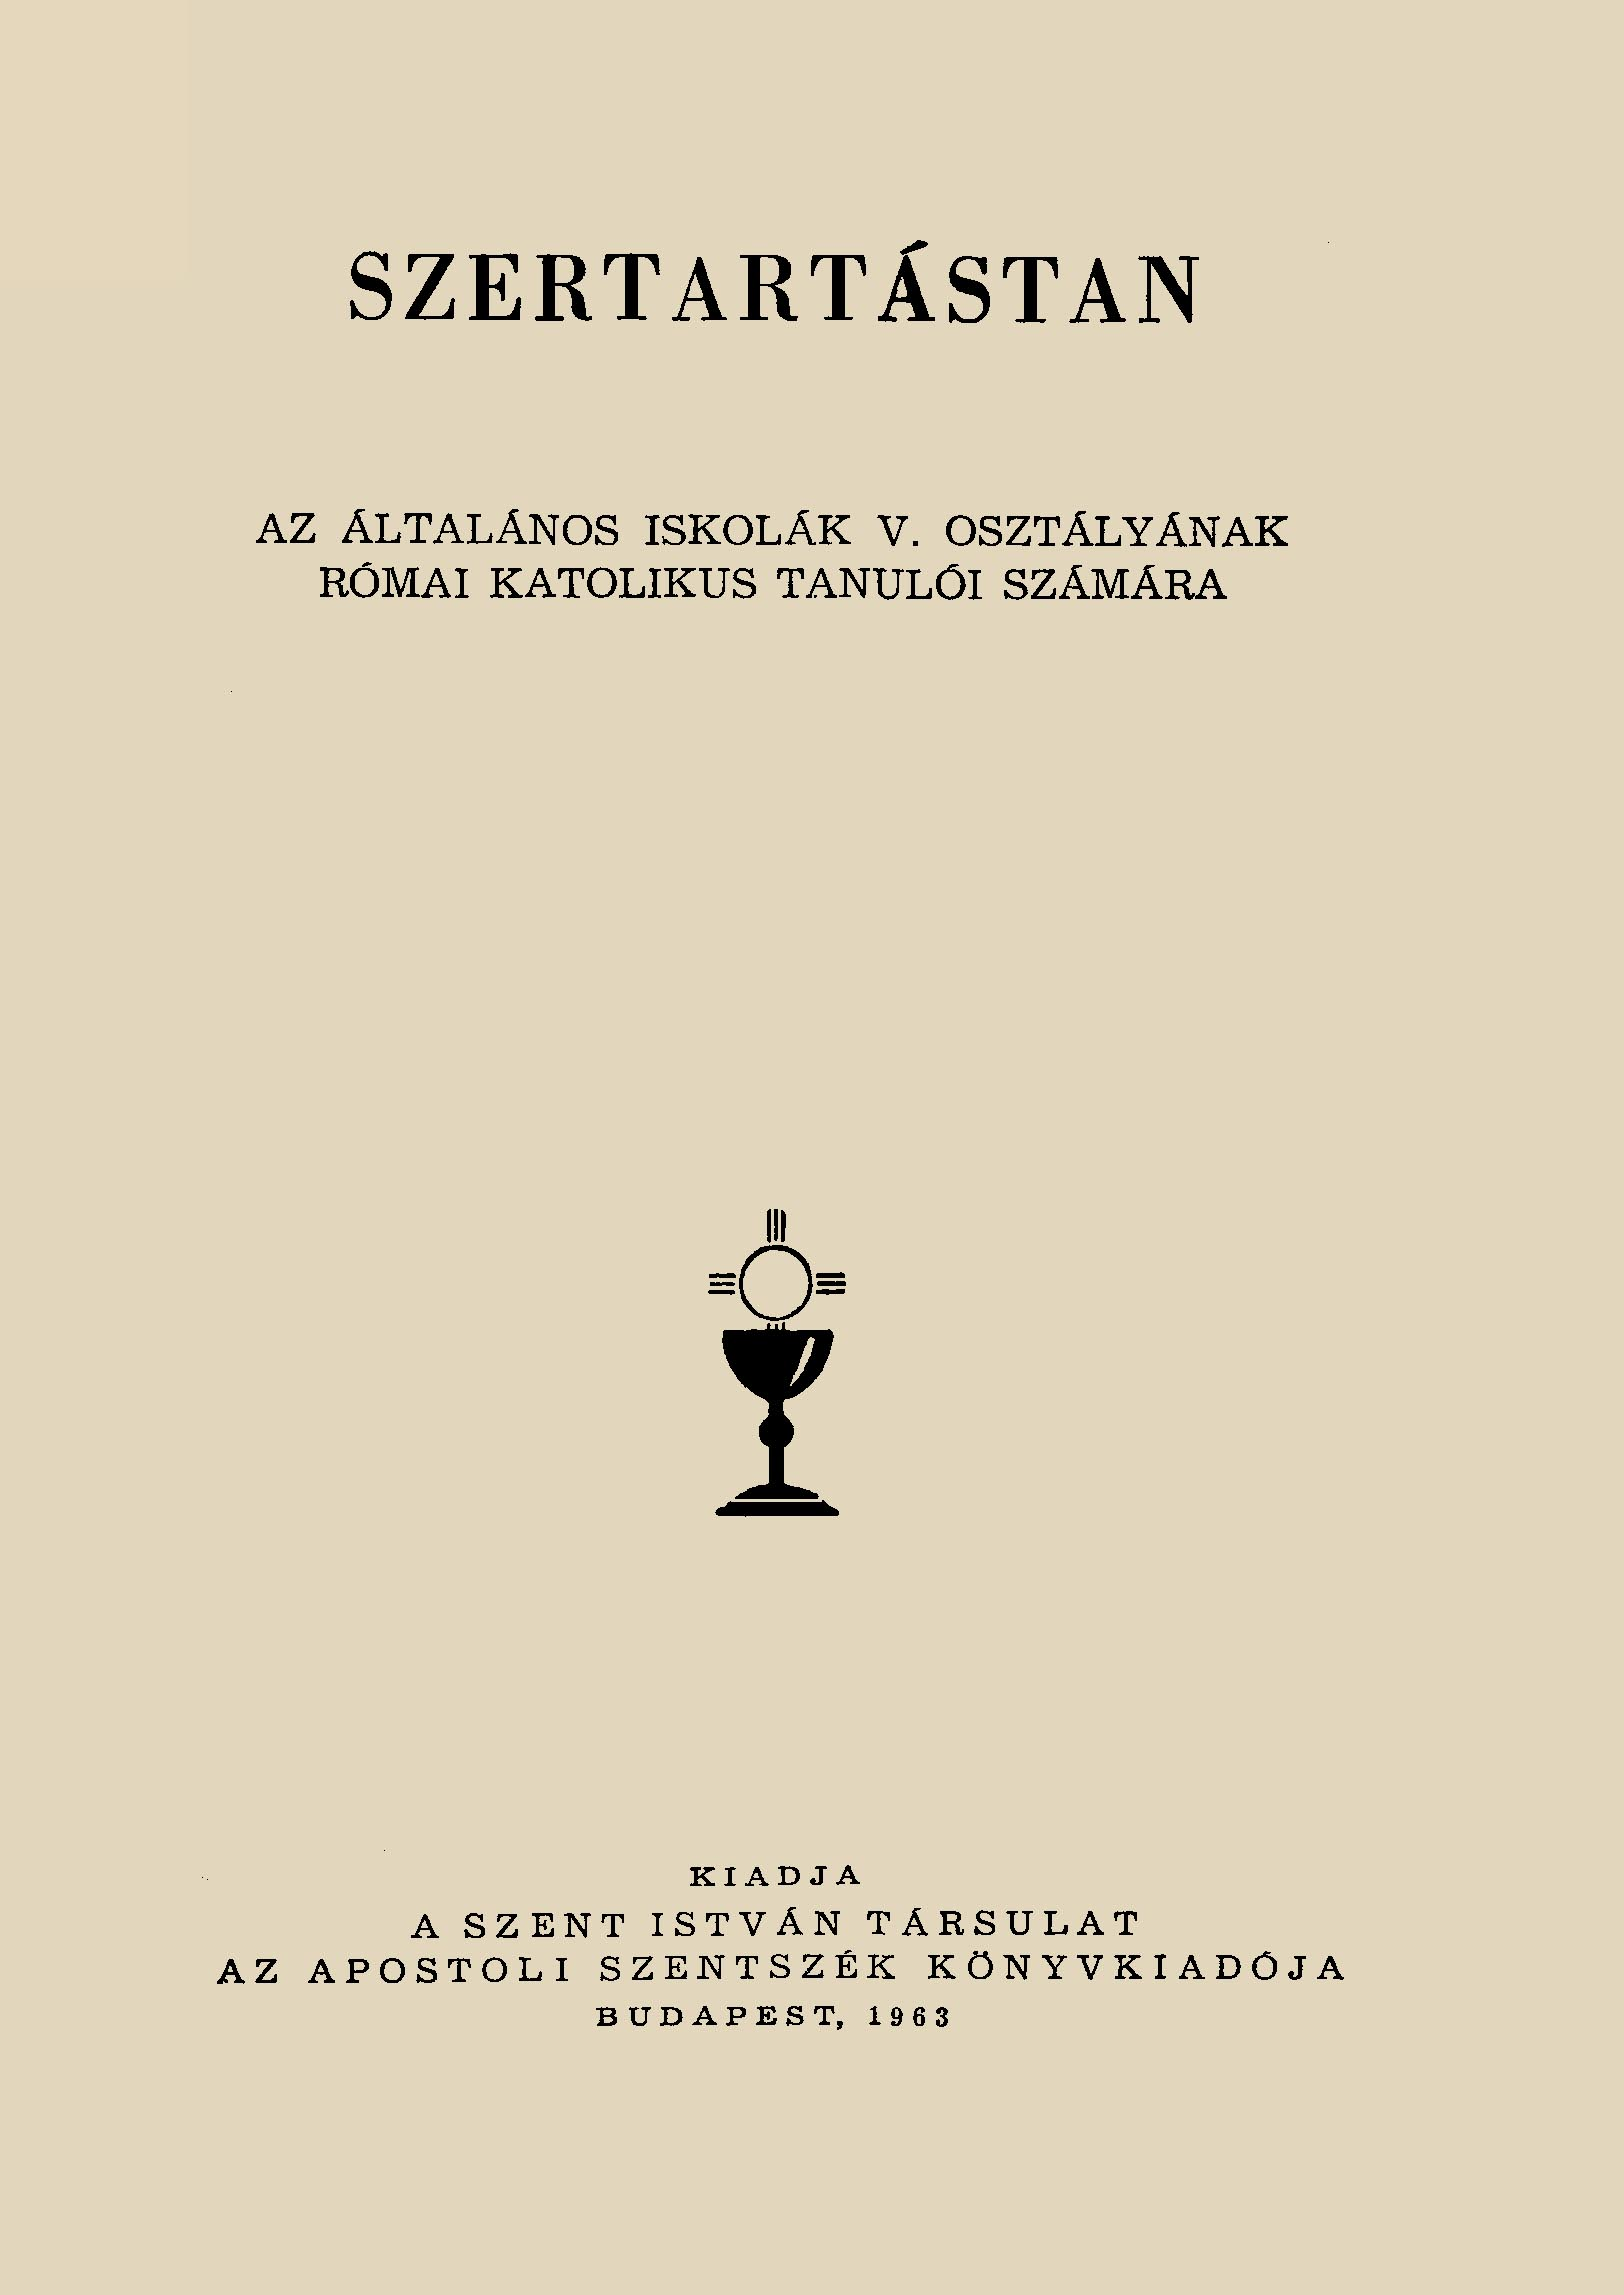 SZERTARTÁSTAN
AZ ÁLTALÁNOS ISKOLÁK V. OSZTÁLYÁNAK
RÓMAI KATOLIKUS TANULÓI SZÁMÁRA
KIADJA
A SZENT ISTVÁN TÁRSULAT
AZ APOSTOLI SZENTSZÉK KÖNYVKIADÓJA
BUDAPEST, 1963